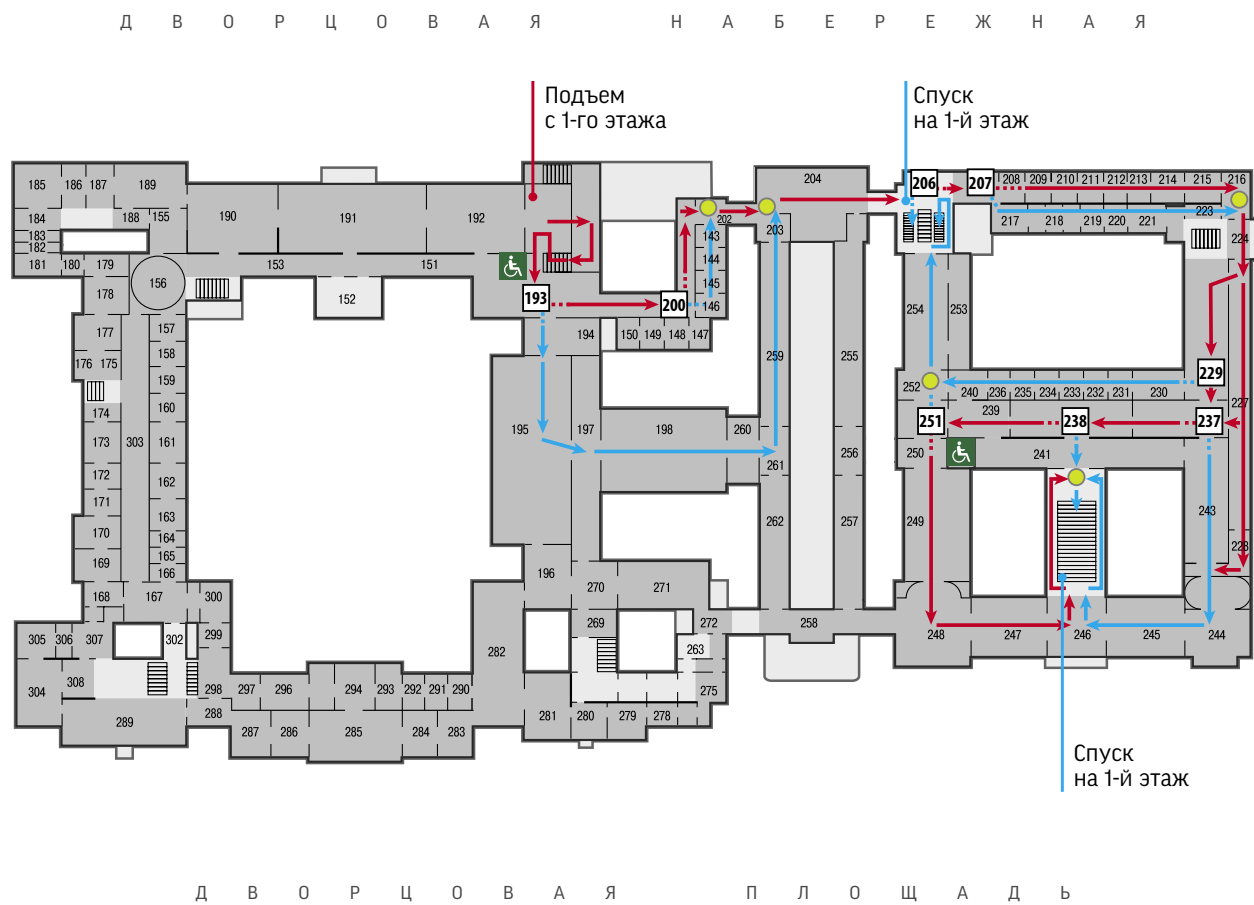 ДВОРЦОВАЯ НАБЕРЕЖНАЯ
Подъем
с 1-го этажа
Спуск
на 1-й этаж
185 186 187 189 204 206 207 208 209 210 211 212 213 214 215 216
184 188 155 190 191 192 202 203 217 218 219 220 221 223
183
182
181 180 179 153 151 143 224
144
156 145
178 152 193 200 146 254 253
177 157 194 150 149 148 147 259 255
176 175 158
159 252 240 236 235 234 233 232 231 230 229
174 160 239 227
173 303 161 195 197 198 260 251 238 237
172 162 261 256 250 241
171 163 262 257 249 243
170 164
169 165 196 228
166
168 167 300 270 271
305 306 307 302 299 269 272 258 248 247 246 245 244
304 308 298 282 263
297 296 294 293 292 291 290 275
289 288 287 286 285 284 283 281 280 279 278
Спуск
на 1-й этаж
ДВОРЦОВАЯ ПЛОЩАДЬ